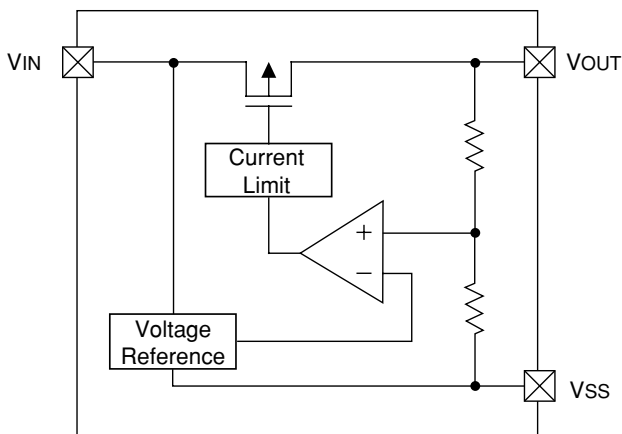 VIN
VOUT
Current
Limit
+
−
Voltage
Reference
VSS